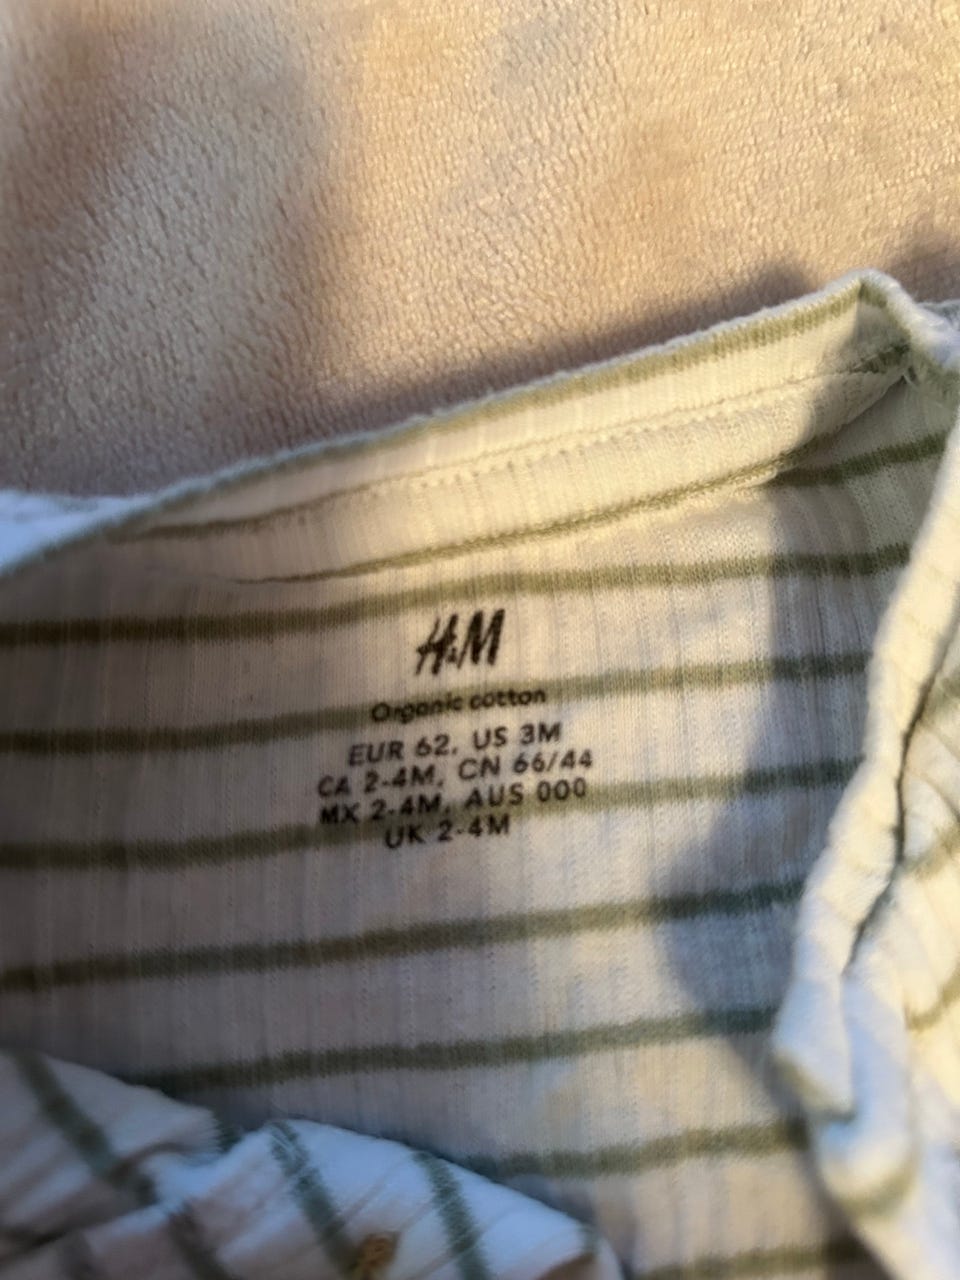 H&M
Organic cotton
EUR 62, US 3M
CA 2-4M, CN 66/44
MX 2-4M, AUS 000
UK 2-4M